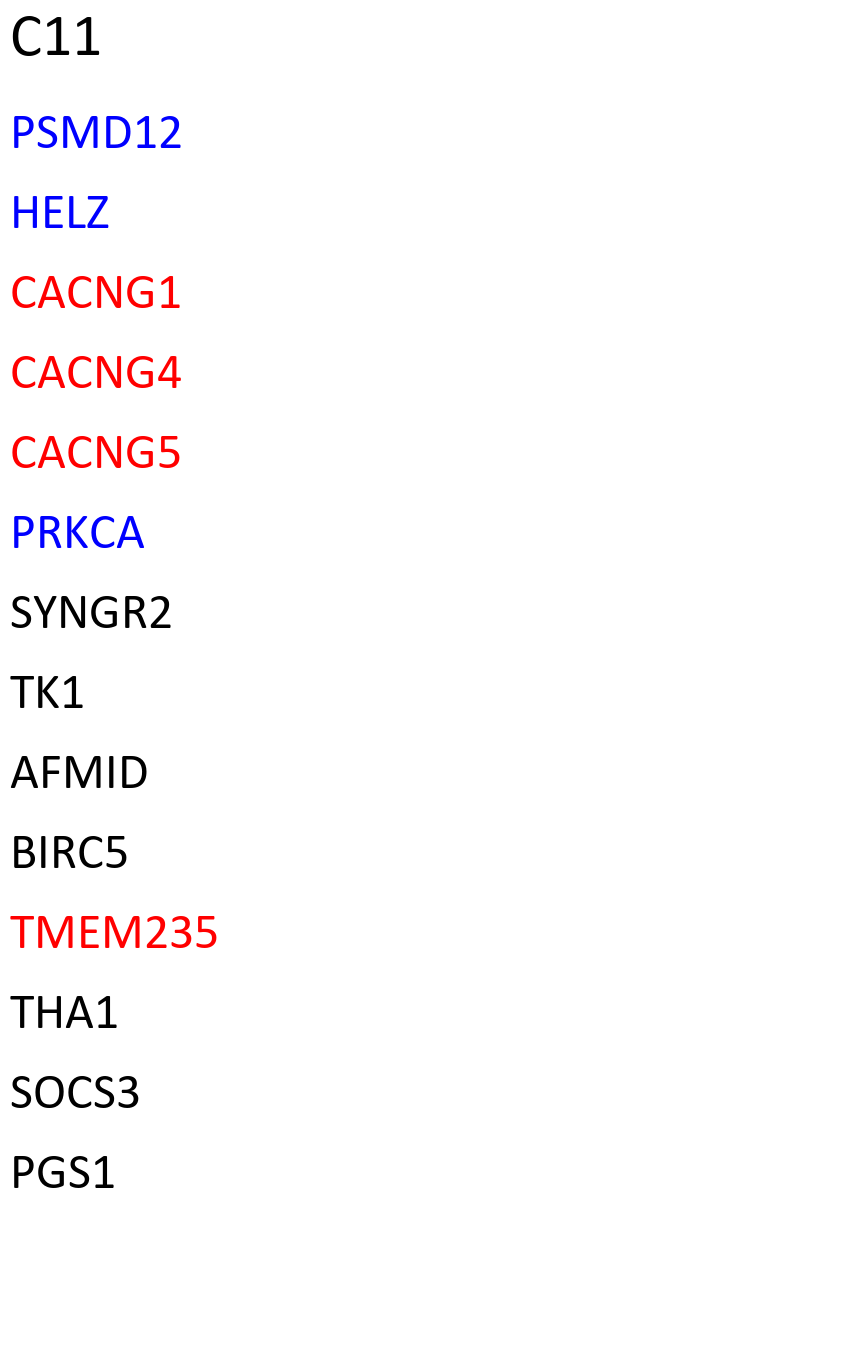 C11
PSMD12
HELZ
CACNG1
CACNG4
CACNG5
PRKCA
SYNGR2
TK1
AFMID
BIRC5
TMEM235
THA1
SOCS3
PGS1